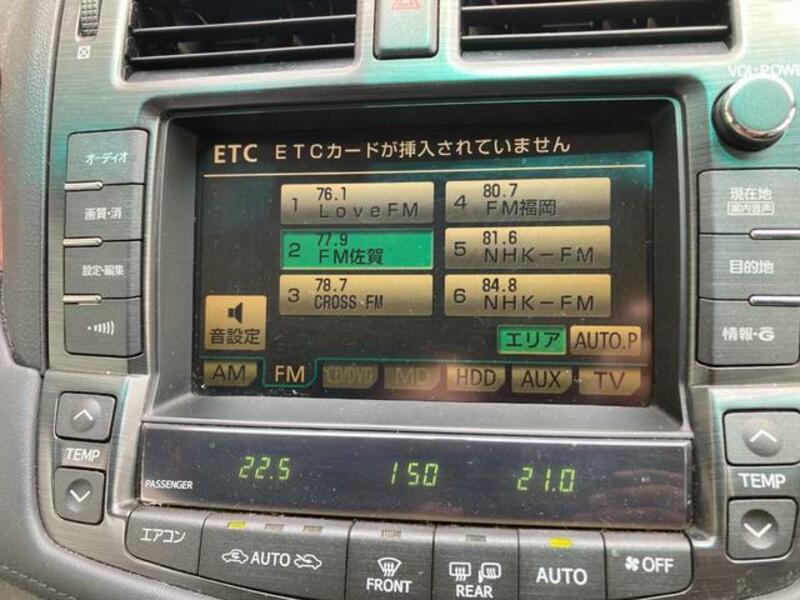 VOL・POWE
ETC ETCカードが挿入されていません
オーディオ
画質・消
設定・編集
1 76.1 LoveFM
2 77.9 FM佐賀
3 78.7 CROSS FM
4 80.7 FM福岡
5 81.6 NHK-FM
6 84.8 NHK-FM
音設定
エリア AUTO.P
AM FM CD/DVD MD HDD AUX TV
現在地
案内音声
目的地
情報・G
TEMP
PASSENGER 22.5 150 21.0
TEMP
エアコン
AUTO
FRONT
REAR
AUTO
OFF